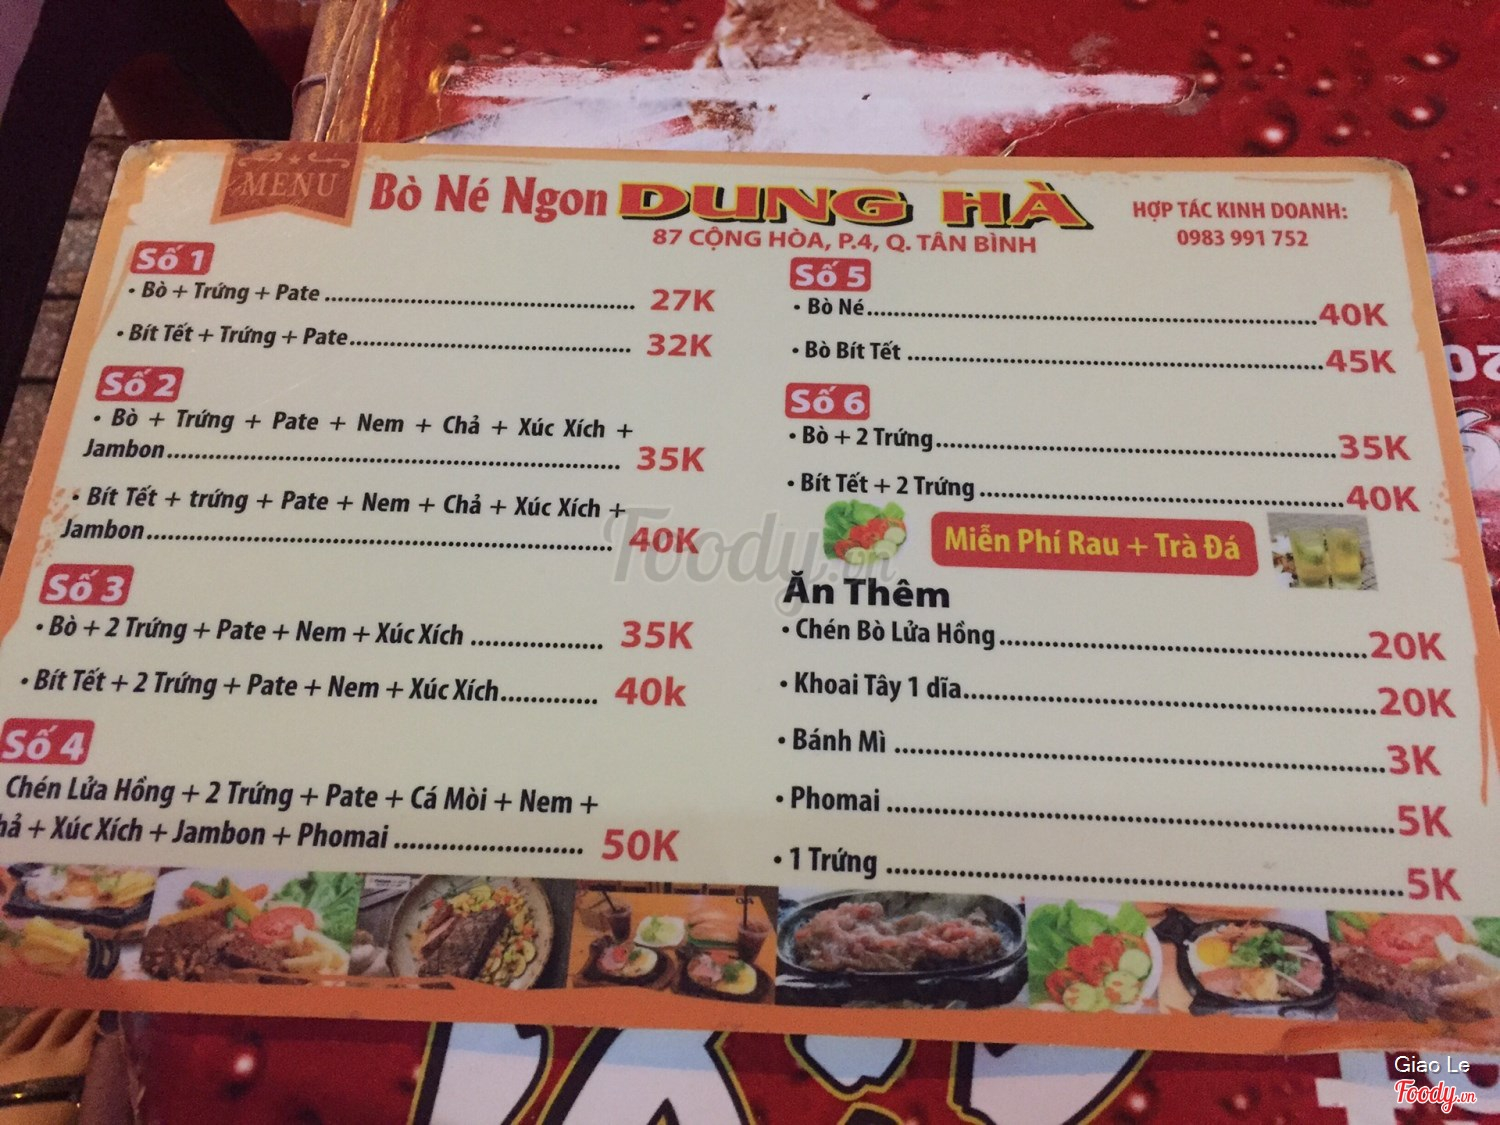 MENU
Bò Né Ngon DUNG HÀ
87 CỘNG HÒA, P.4, Q. TÂN BÌNH
HỢP TÁC KINH DOANH:
0983 991 752
Số 1
• Bò + Trứng + Pate 27K
• Bít Tết + Trứng + Pate 32K
Số 2
• Bò + Trứng + Pate + Nem + Chả + Xúc Xích +
Jambon 35K
• Bít Tết + trứng + Pate + Nem + Chả + Xúc Xích +
Jambon 40K
Số 3
• Bò + 2 Trứng + Pate + Nem + Xúc Xích 35K
• Bít Tết + 2 Trứng + Pate + Nem + Xúc Xích 40k
Số 4
Chén Lửa Hồng + 2 Trứng + Pate + Cá Mòi + Nem +
hả + Xúc Xích + Jambon + Phomai 50K
Số 5
• Bò Né 40K
• Bò Bít Tết 45K
Số 6
• Bò + 2 Trứng 35K
• Bít Tết + 2 Trứng 40K
Miễn Phí Rau + Trà Đá
Ăn Thêm
• Chén Bò Lửa Hồng 20K
• Khoai Tây 1 dĩa 20K
• Bánh Mì 3K
• Phomai 5K
• 1 Trứng 5K
Foody.vn
Giao Le
Foody.vn